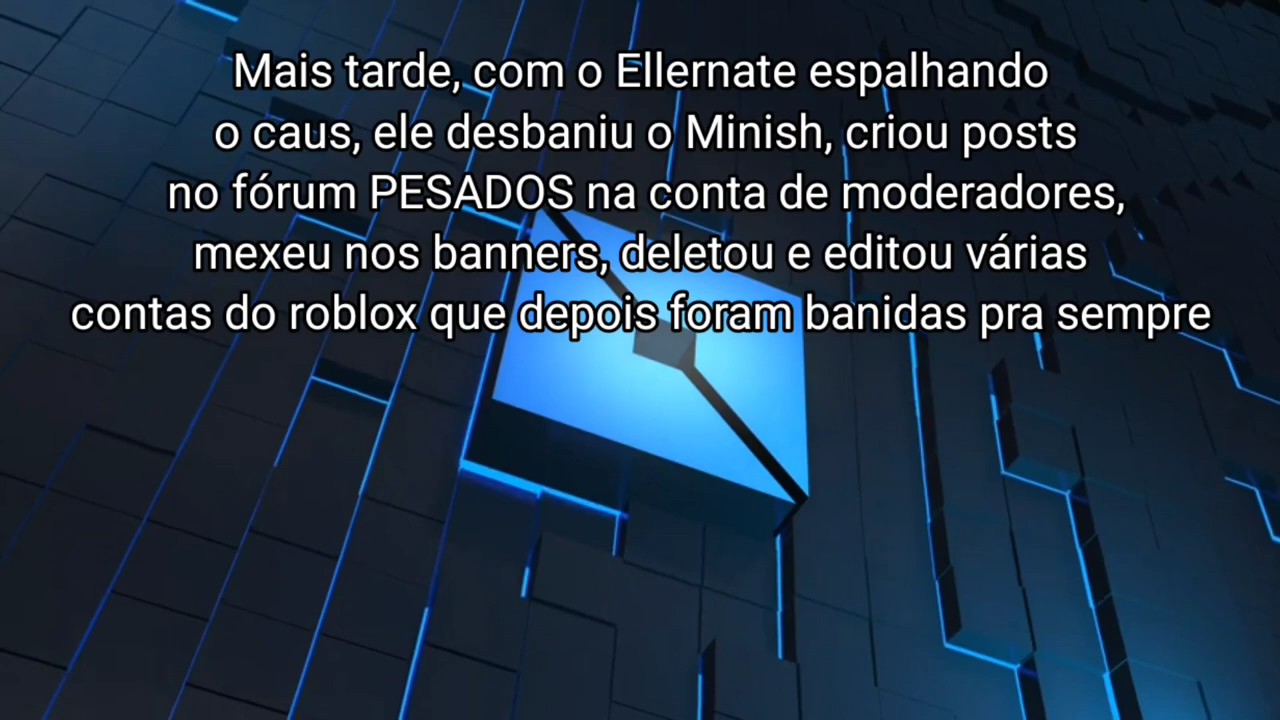 Mais tarde, com o Ellernate espalhando
o caus, ele desbaniu o Minish, criou posts
no fórum PESADOS na conta de moderadores,
mexeu nos banners, deletou e editou várias
contas do roblox que depois foram banidas pra sempre